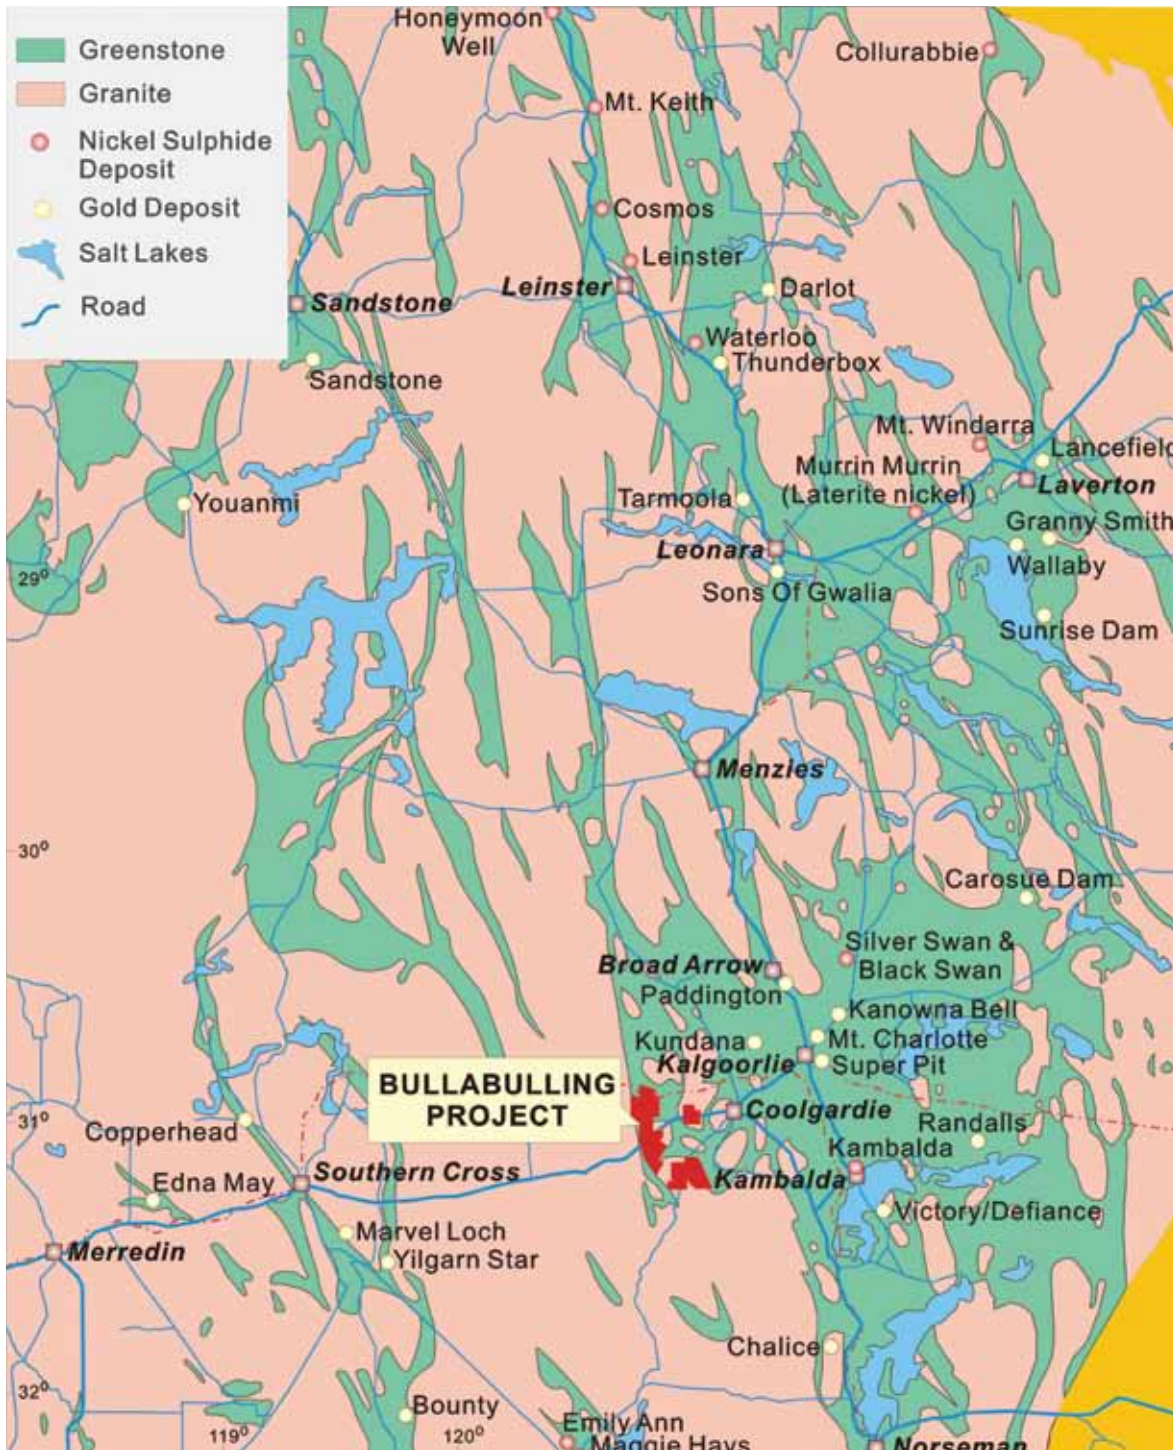 Greenstone
Granite
Nickel Sulphide
Deposit
Gold Deposit
Salt Lakes
Road
Honeymoon
Well
Collurabbie
Mt. Keith
Cosmos
Leinster
Leinster
Darlot
Sandstone
Waterloo
Thunderbox
Sandstone
Mt. Windarra
Lancefield
Murrin Murrin
(Laterite nickel)
Laverton
Tarmoola
Youanmi
Granny Smith
Leonara
Wallaby
29°
Sons Of Gwalia
Sunrise Dam
Menzies
30°
Carosue Dam
Silver Swan &
Black Swan
Broad Arrow
Paddington
Kanowna Bell
Kundana
Mt. Charlotte
Kalgoorlie
Super Pit
BULLABULLING
PROJECT
31°
Coolgardie
Randalls
Copperhead
Kambalda
Southern Cross
Kambalda
Edna May
Victory/Defiance
Marvel Loch
Merredin
Yilgarn Star
Chalice
32°
Bounty
119°
120°
Emily Ann
Maggie Hays
Norseman